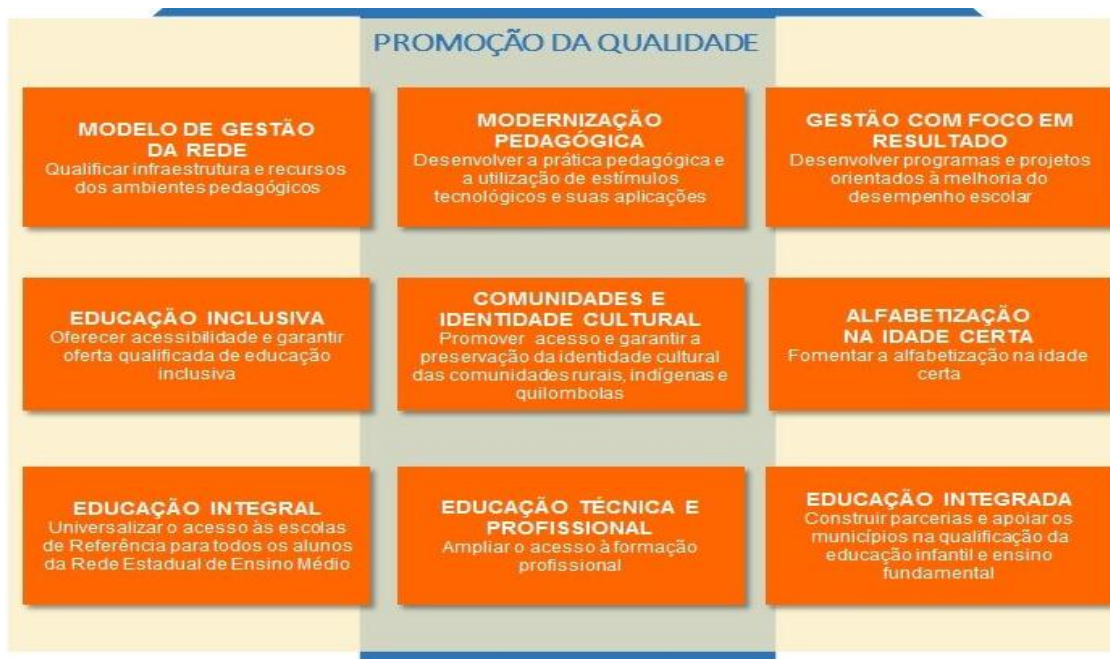 PROMOÇÃO DA QUALIDADE
MODELO DE GESTÃO
DA REDE
Qualificar infraestrutura e recursos
dos ambientes pedagógicos
MODERNIZAÇÃO
PEDAGÓGICA
Desenvolver a prática pedagógica e
a utilização de estímulos
tecnológicos e suas aplicações
GESTÃO COM FOCO EM
RESULTADO
Desenvolver programas e projetos
orientados à melhoria do
desempenho escolar
EDUCAÇÃO INCLUSIVA
Oferecer acessibilidade e garantir
oferta qualificada de educação
inclusiva
COMUNIDADES E
IDENTIDADE CULTURAL
Promover acesso e garantir a
preservação da identidade cultural
das comunidades rurais, indígenas e
quilombolas
ALFABETIZAÇÃO
NA IDADE CERTA
Fomentar a alfabetização na idade
certa
EDUCAÇÃO INTEGRAL
Universalizar o acesso às escolas
de Referência para todos os alunos
da Rede Estadual de Ensino Médio
EDUCAÇÃO TÉCNICA E
PROFISSIONAL
Ampliar o acesso à formação
profissional
EDUCAÇÃO INTEGRADA
Construir parcerias e apoiar os
municípios na qualificação da
educação infantil e ensino
fundamental